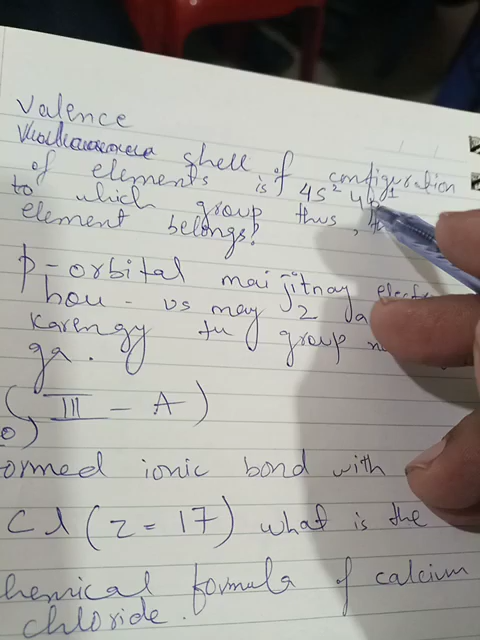 valence
shell of configuration
of elements is 4s² 4p¹
to which group thus,
element belongs?
p-orbital mai jitnay
hou - us may 2 a
karengy tu group
ga.
(III - A)
ormed ionic bond with
Cl (z = 17) what is the
hemical formula of calcium
chloride.